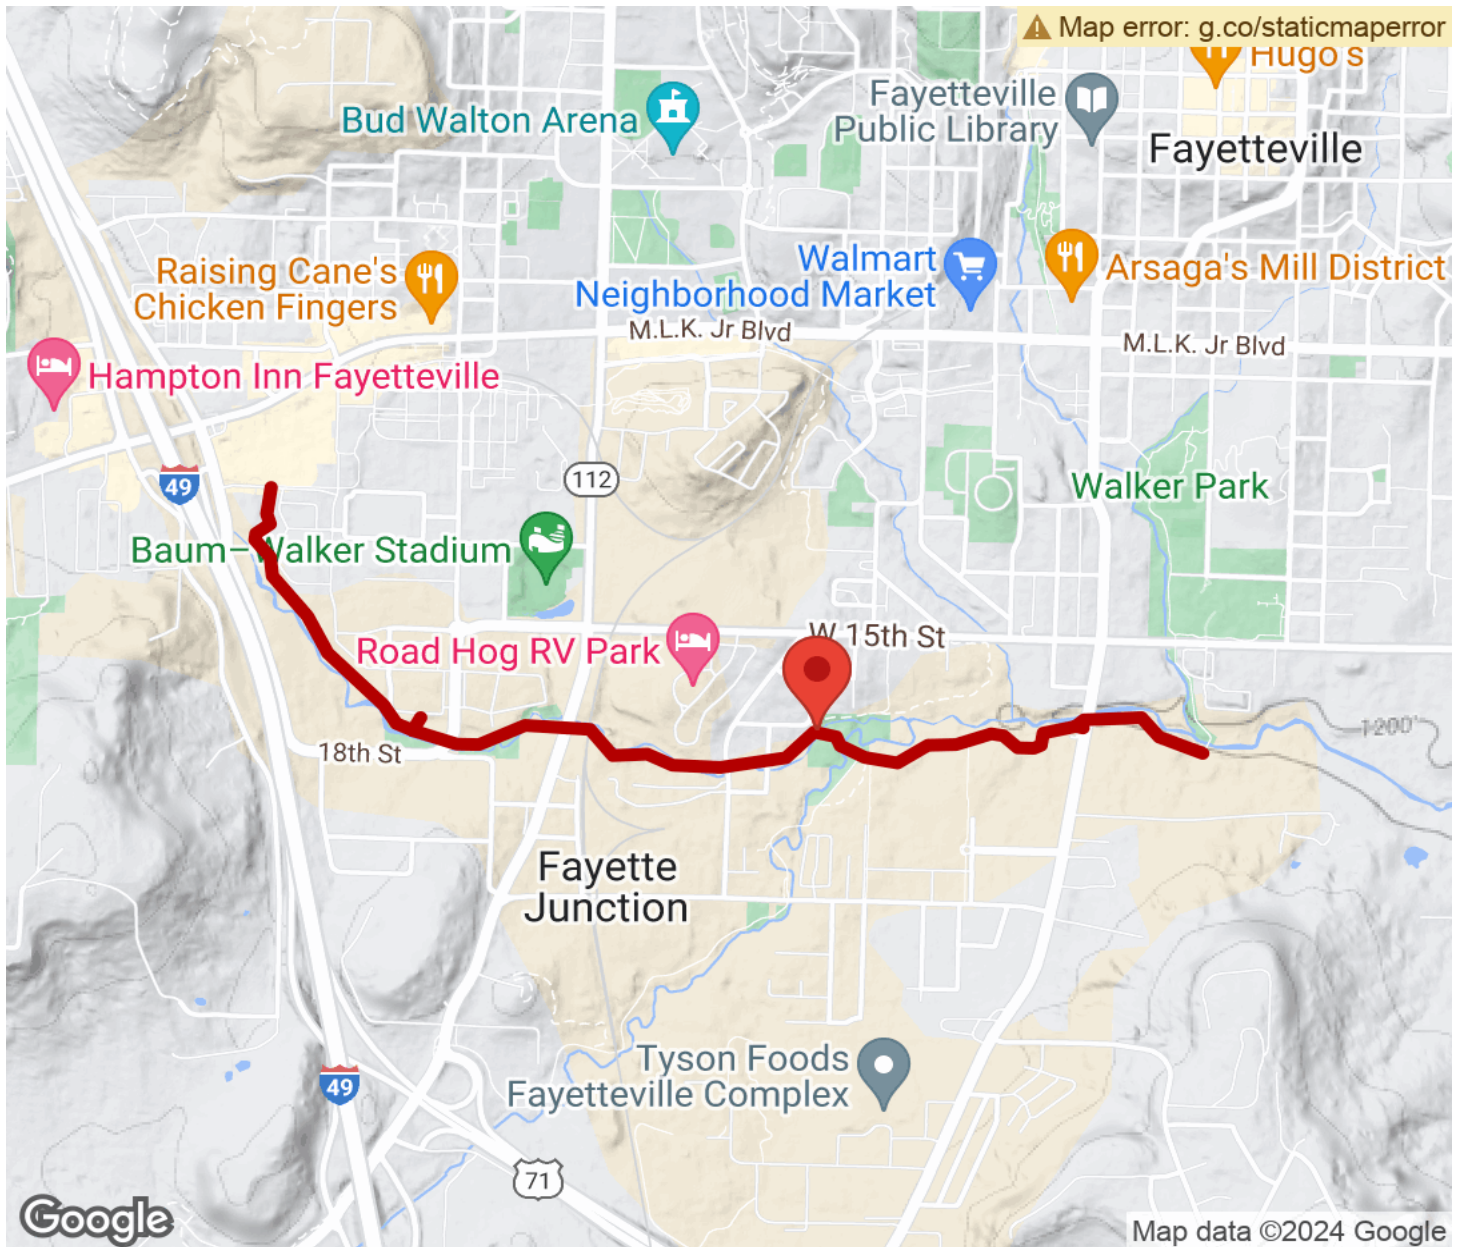 Map error: g.co/staticmaperror
Hugo's
Fayetteville
Public Library
Bud Walton Arena
Fayetteville
Walmart
Neighborhood Market
Arsaga's Mill District
Raising Cane's
Chicken Fingers
M.L.K. Jr Blvd
M.L.K. Jr Blvd
Hampton Inn Fayetteville
49
112
Walker Park
Baum–Walker Stadium
W 15th St
Road Hog RV Park
1200'
18th St
Fayette
Junction
Tyson Foods
Fayetteville Complex
49
71
Google
Map data ©2024 Google